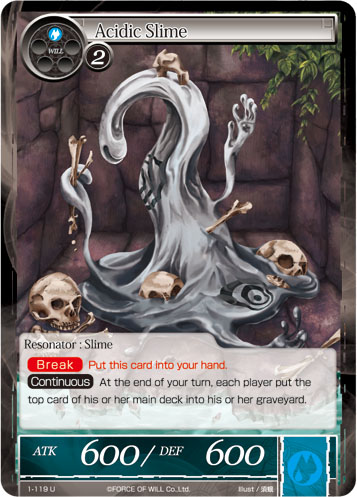 Acidic Slime
WILL
2
Resonator : Slime
Break Put this card into your hand.
Continuous At the end of your turn, each player put the
top card of his or her main deck into his or her graveyard.
ATK 600 / DEF 600
1-119 U ©FORCE OF WILL Co.,Ltd. Illust /